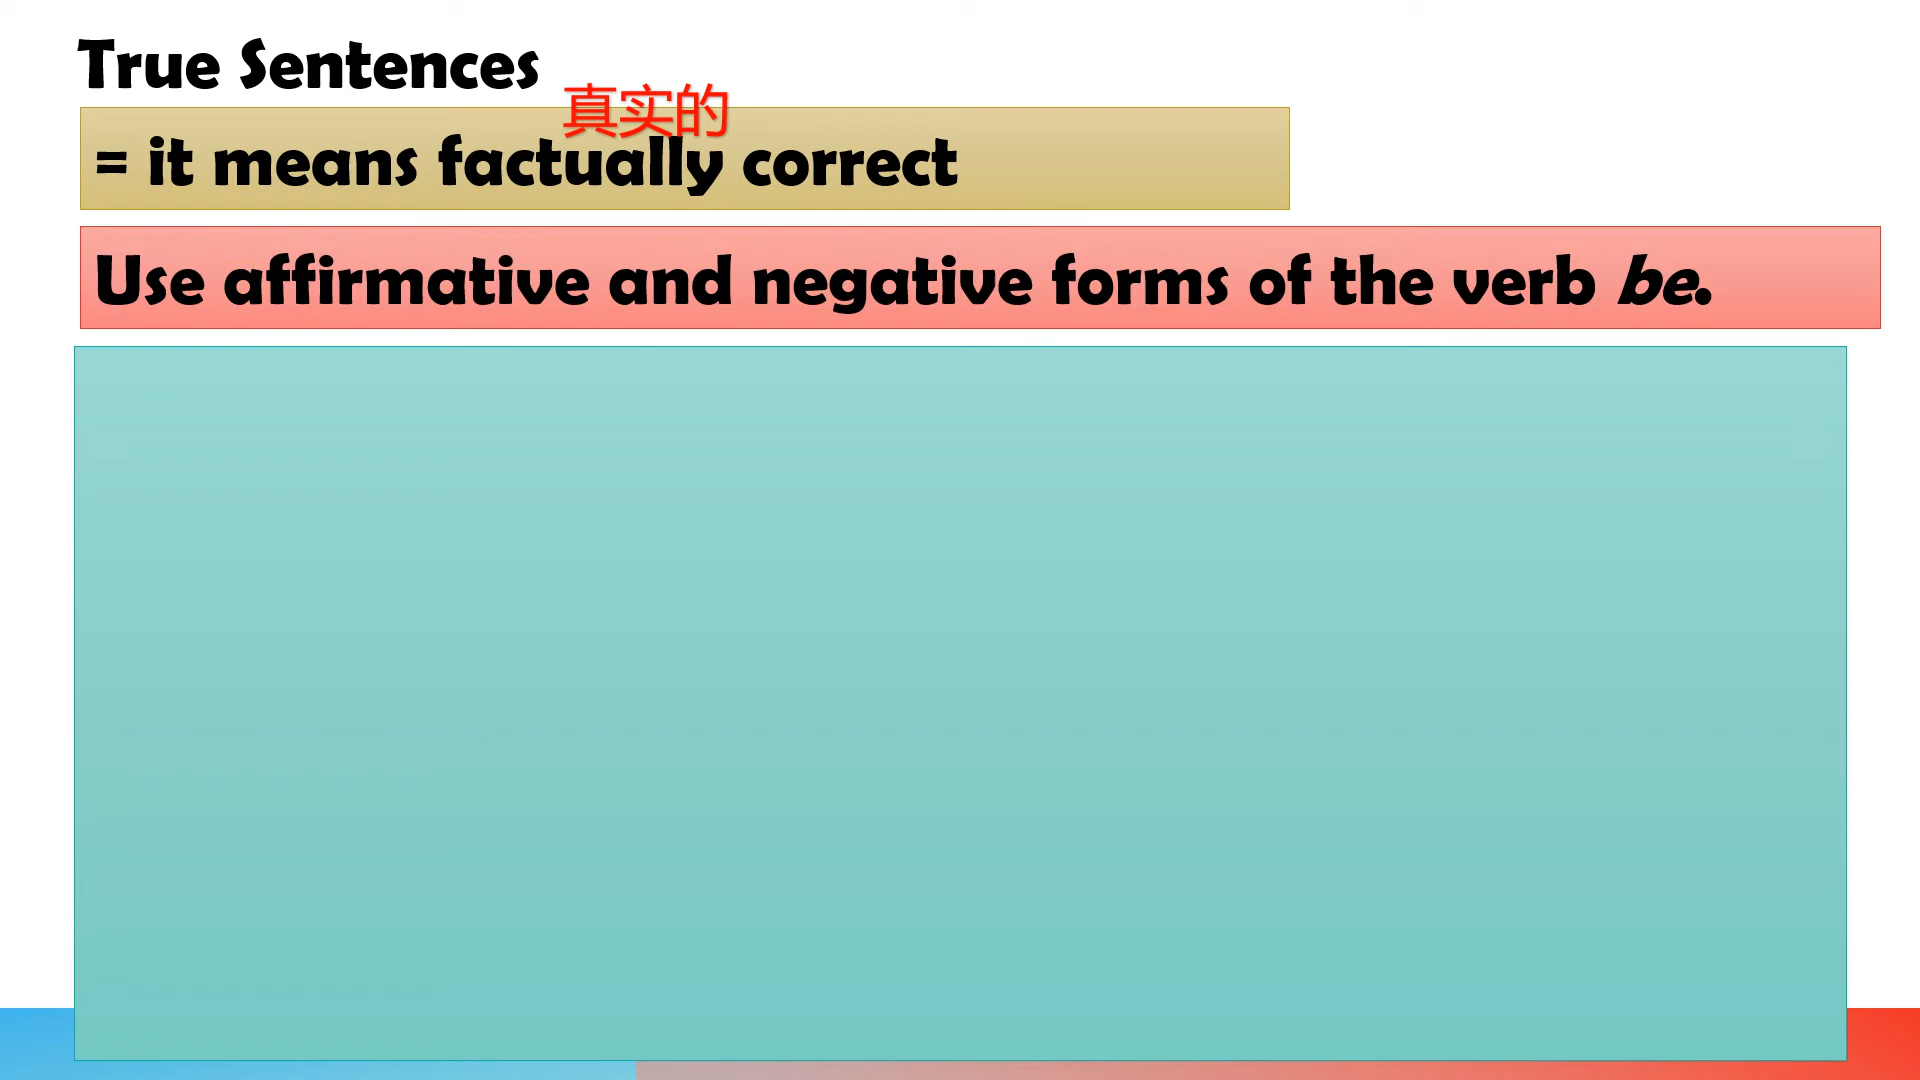 True Sentences
真实的
= it means factually correct
Use affirmative and negative forms of the verb be.